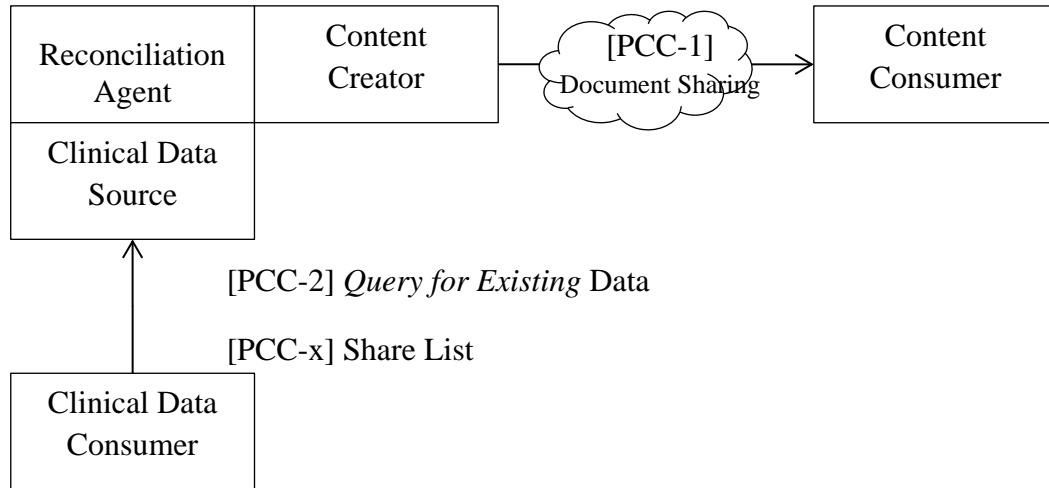 Reconciliation
Agent
Content
Creator
[PCC-1]
Document Sharing
Content
Consumer
Clinical Data
Source
[PCC-2] Query for Existing Data
[PCC-x] Share List
Clinical Data
Consumer